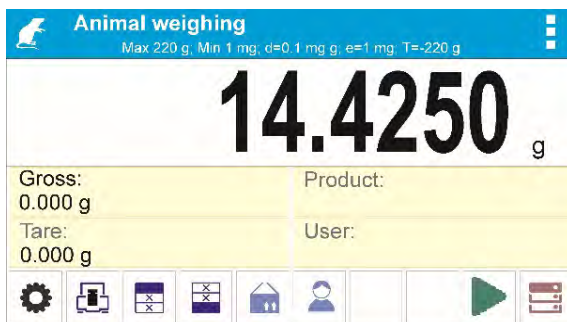 Animal weighing
Max 220 g; Min 1 mg; d=0.1 mg g; e=1 mg; T=-220 g
14.4250 g
Gross:
0.000 g
Product:
Tare:
0.000 g
User: